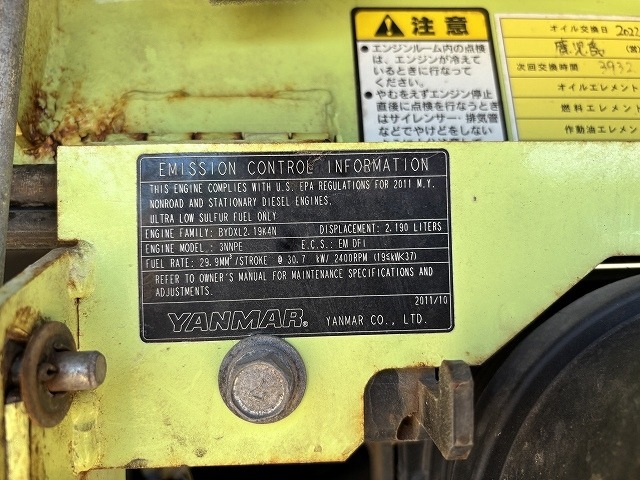 注意
●エンジンルーム内の点検
は、エンジンが冷えて
いるときに行なって
ください。
●やむをえずエンジン停止
直後に点検を行なうとき
はサイレンサー・排気管
などでやけどをしない
オイル交換日 2022
鹿児島 (営)
次回交換時間 3932
オイルエレメント
燃料エレメント
作動油エレメント
EMISSION CONTROL INFORMATION
THIS ENGINE COMPLIES WITH U.S. EPA REGULATIONS FOR 2011 M.Y.
NONROAD AND STATIONARY DIESEL ENGINES.
ULTRA LOW SULFUR FUEL ONLY
ENGINE FAMILY: BYDXL2.19K4N DISPLACEMENT: 2.190 LITERS
ENGINE MODEL.: 3NNPE E.C.S.: EM DFI
FUEL RATE: 29.9MM³/STROKE @ 30.7 kW/ 2400RPM (19≤kW<37)
REFER TO OWNER'S MANUAL FOR MAINTENANCE SPECIFICATIONS AND
ADJUSTMENTS.
2011/10
YANMAR® YANMAR CO., LTD.